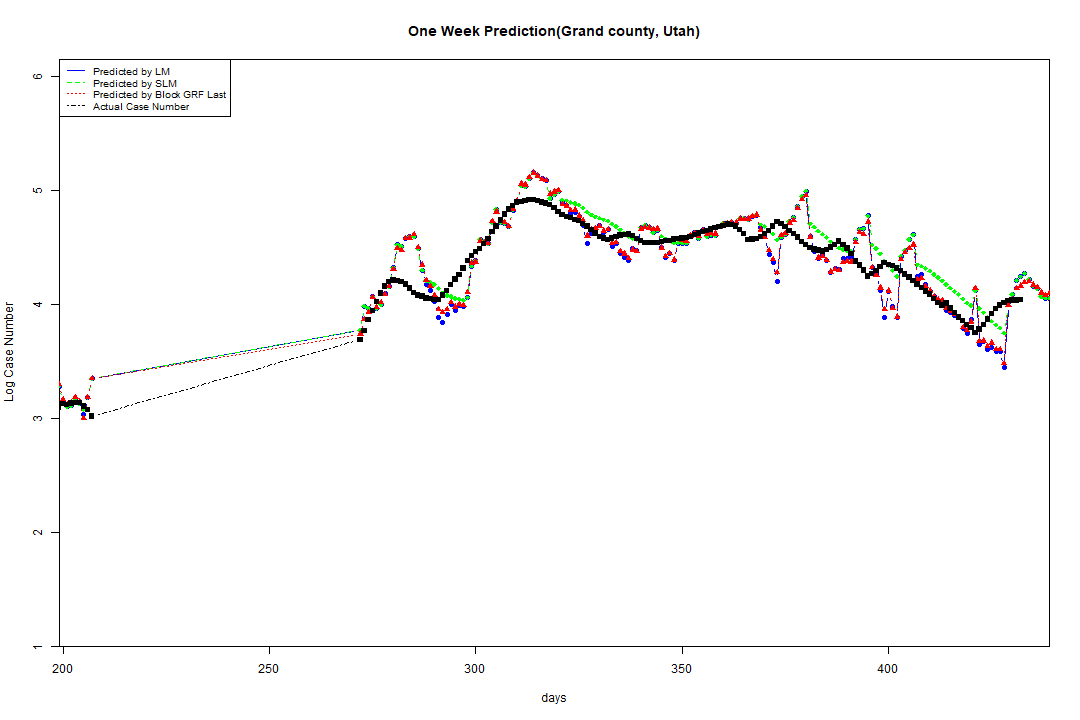 One Week Prediction(Grand county, Utah)
Predicted by LM
Predicted by SLM
Predicted by Block GRF Last
Actual Case Number
6
5
4
3
2
1
Log Case Number
200 250 300 350 400
days